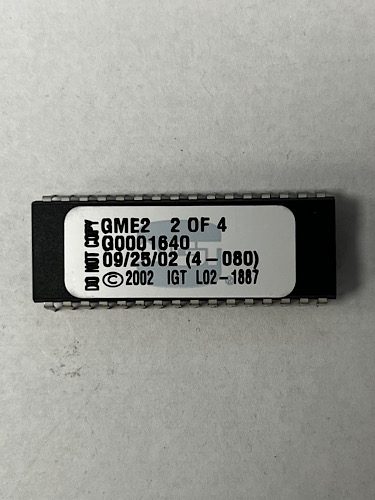 DO NOT COPY
GME2 2 OF 4
G0001640
09/25/02 (4-080)
© 2002 IGT L02-1887
®